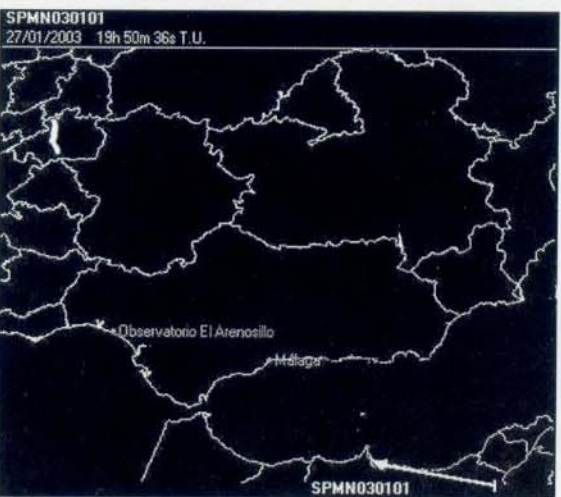 SPMN030101
27/01/2003 19h 50m 36s T.U.
Observatorio El Arenosillo
Málaga
SPMN030101